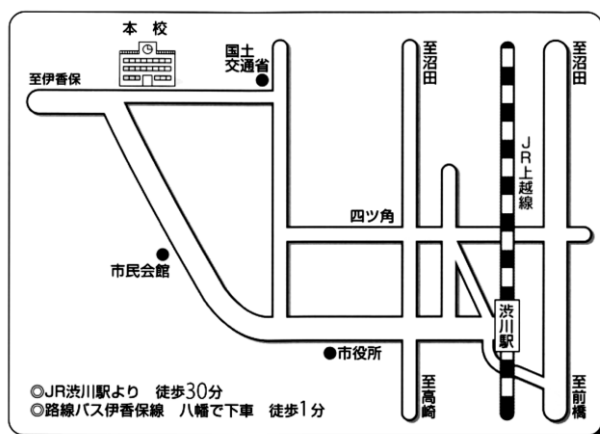 本校
国土
交通省
至沼田
至沼田
至伊香保
JR上越線
四ツ角
市民会館
渋川駅
市役所
至高崎
至前橋
◎JR渋川駅より 徒歩30分
◎路線バス伊香保線 八幡で下車 徒歩1分